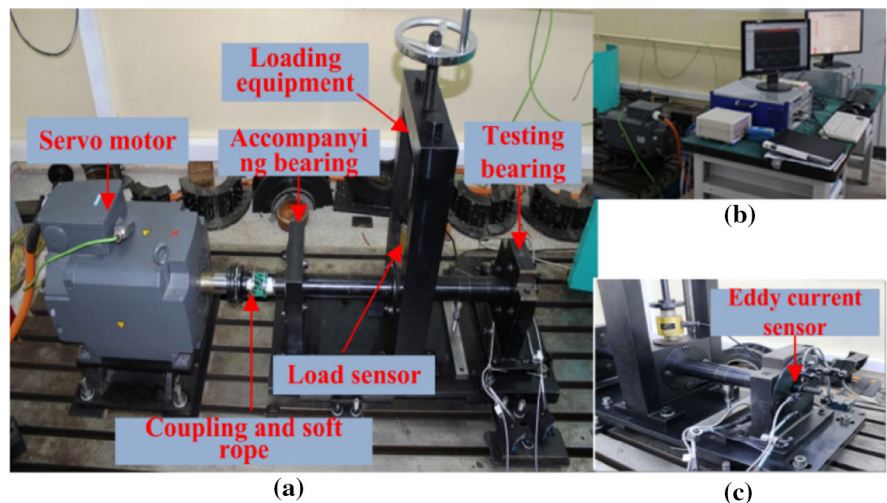 Loading
equipment
Servo motor
Accompanyi
ng bearing
Testing
bearing
Load sensor
Coupling and soft
rope
(a)
(b)
Eddy current
sensor
(c)